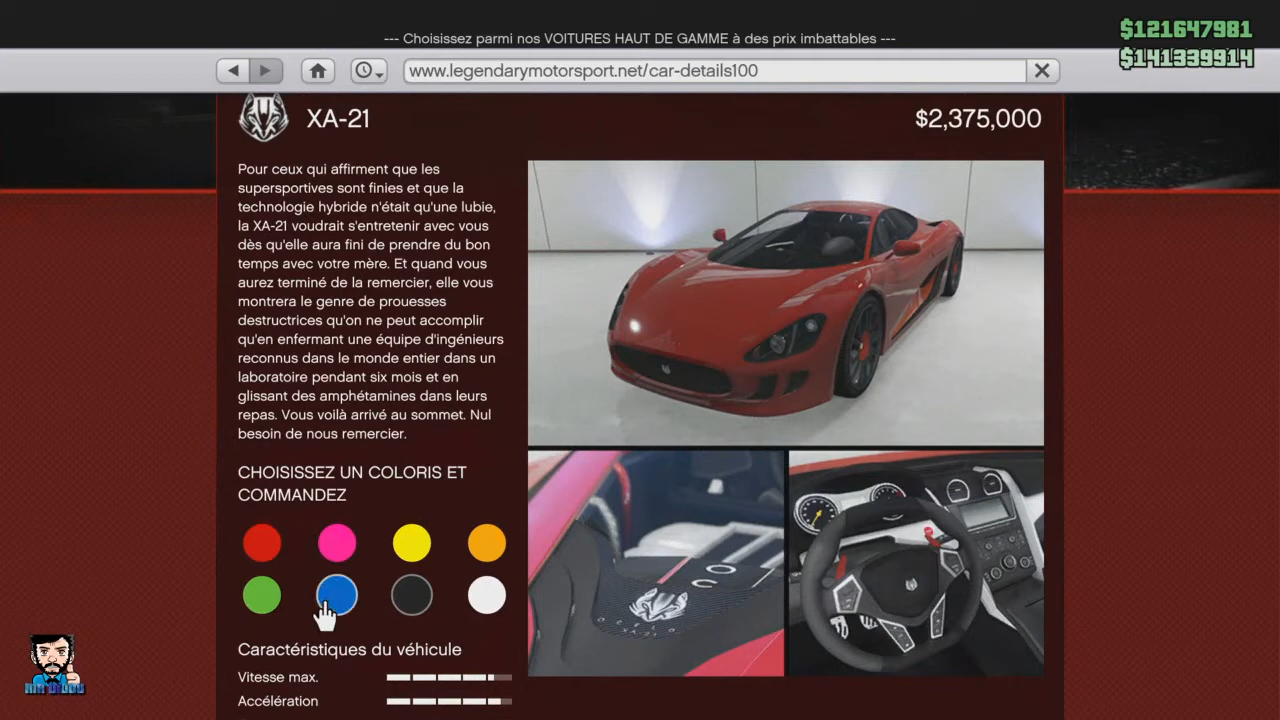 --- Choisissez parmi nos VOITURES HAUT DE GAMME à des prix imbattables ---
$121647981
$141339914
www.legendarymotorsport.net/car-details100
XA-21
$2,375,000
Pour ceux qui affirment que les
supersportives sont finies et que la
technologie hybride n'était qu'une lubie,
la XA-21 voudrait s'entretenir avec vous
dès qu'elle aura fini de prendre du bon
temps avec votre mère. Et quand vous
aurez terminé de la remercier, elle vous
montrera le genre de prouesses
destructrices qu'on ne peut accomplir
qu'en enfermant une équipe d'ingénieurs
reconnus dans le monde entier dans un
laboratoire pendant six mois et en
glissant des amphétamines dans leurs
repas. Vous voilà arrivé au sommet. Nul
besoin de nous remercier.
CHOISISSEZ UN COLORIS ET
COMMANDEZ
Caractéristiques du véhicule
Vitesse max.
Accélération
OCELO
XA-21